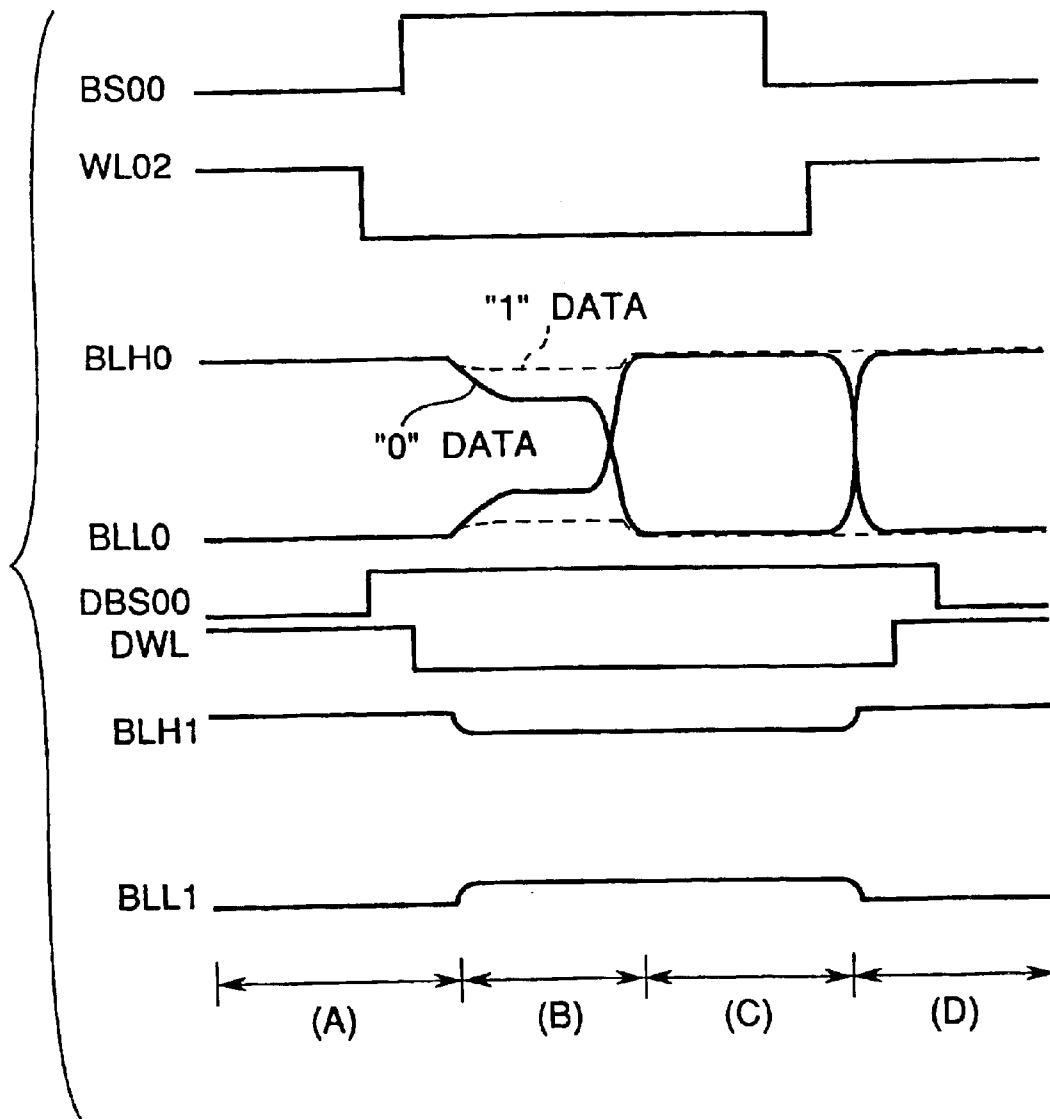 BS00
WL02
"1" DATA
BLH0
"0" DATA
BLL0
DBS00
DWL
BLH1
BLL1
(A) (B) (C) (D)